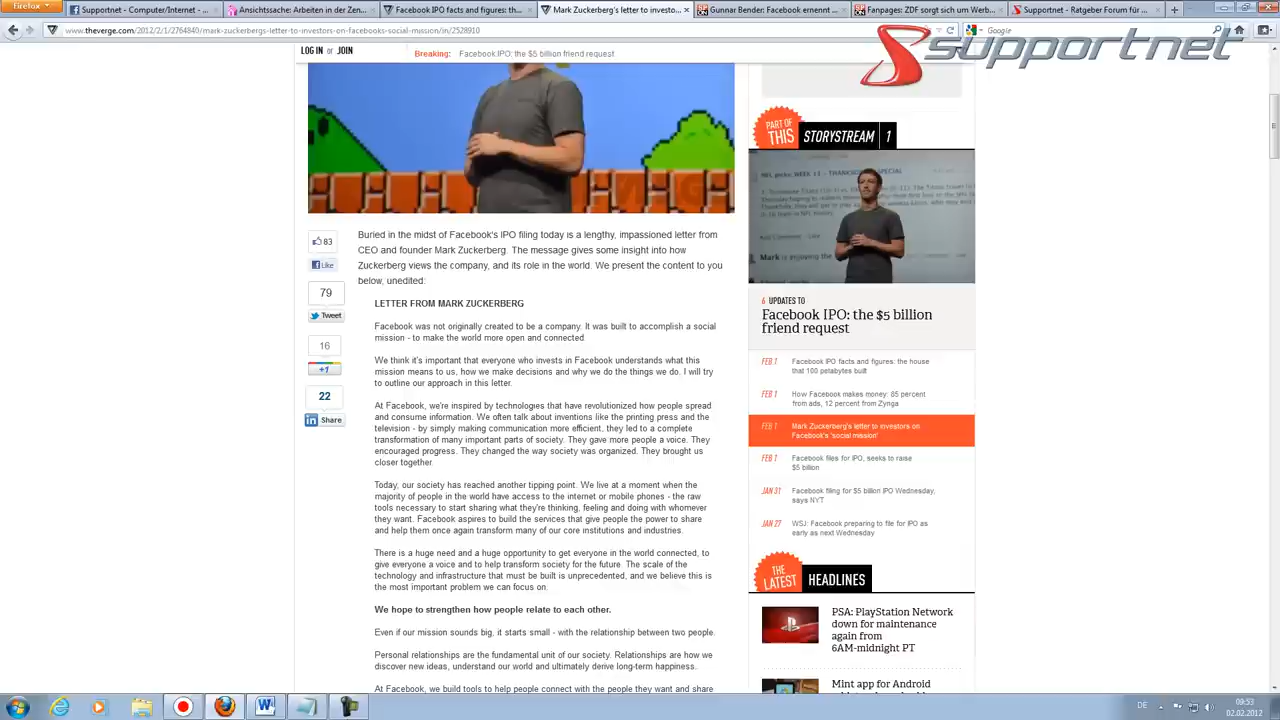 Firefox
Supportnet - Computer/Internet -...
Ansichtssache: Arbeiten in der Zen...
Facebook IPO facts and figures: th...
Mark Zuckerberg's letter to investo...
Gunnar Bender: Facebook ernennt ...
Fanpages: ZDF sorgt sich um Werb...
Supportnet - Ratgeber Forum für ...
www.theverge.com/2012/2/1/2764840/mark-zuckerbergs-letter-to-investors-on-facebooks-social-mission/in/2528910
Google
supportnet
LOG IN or JOIN
Breaking: Facebook IPO: the $5 billion friend request
PART OF THIS STORYSTREAM 1
Buried in the midst of Facebook's IPO filing today is a lengthy, impassioned letter from
CEO and founder Mark Zuckerberg. The message gives some insight into how
Zuckerberg views the company, and its role in the world. We present the content to you
below, unedited:
83
Like
79
Tweet
16
+1
22
Share
LETTER FROM MARK ZUCKERBERG
Facebook was not originally created to be a company. It was built to accomplish a social
mission - to make the world more open and connected.
We think it's important that everyone who invests in Facebook understands what this
mission means to us, how we make decisions and why we do the things we do. I will try
to outline our approach in this letter.
At Facebook, we're inspired by technologies that have revolutionized how people spread
and consume information. We often talk about inventions like the printing press and the
television - by simply making communication more efficient, they led to a complete
transformation of many important parts of society. They gave more people a voice. They
encouraged progress. They changed the way society was organized. They brought us
closer together.
Today, our society has reached another tipping point. We live at a moment when the
majority of people in the world have access to the internet or mobile phones - the raw
tools necessary to start sharing what they're thinking, feeling and doing with whomever
they want. Facebook aspires to build the services that give people the power to share
and help them once again transform many of our core institutions and industries.
There is a huge need and a huge opportunity to get everyone in the world connected, to
give everyone a voice and to help transform society for the future. The scale of the
technology and infrastructure that must be built is unprecedented, and we believe this is
the most important problem we can focus on.
We hope to strengthen how people relate to each other.
Even if our mission sounds big, it starts small - with the relationship between two people.
Personal relationships are the fundamental unit of our society. Relationships are how we
discover new ideas, understand our world and ultimately derive long-term happiness.
At Facebook, we build tools to help people connect with the people they want and share
6 UPDATES TO
Facebook IPO: the $5 billion
friend request
FEB 1 Facebook IPO facts and figures: the house
that 100 petabytes built
FEB 1 How Facebook makes money: 85 percent
from ads, 12 percent from Zynga
FEB 1 Mark Zuckerberg's letter to investors on
Facebook's 'social mission'
FEB 1 Facebook files for IPO, seeks to raise
$5 billion
JAN 31 Facebook filing for $5 billion IPO Wednesday,
says NYT
JAN 27 WSJ: Facebook preparing to file for IPO as
early as next Wednesday
THE LATEST HEADLINES
PSA: PlayStation Network
down for maintenance
again from
6AM-midnight PT
Mint app for Android
DE
09:53
02.02.2012